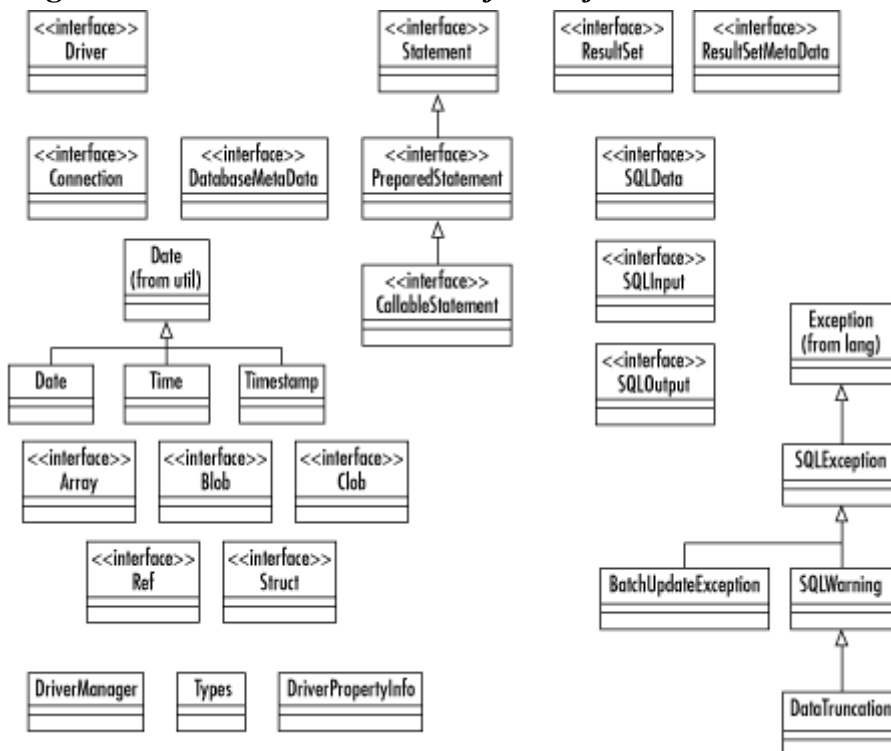 <<interface>>
Driver
<<interface>>
Statement
<<interface>>
ResultSet
<<interface>>
ResultSetMetaData
<<interface>>
Connection
<<interface>>
DatabaseMetaData
<<interface>>
PreparedStatement
<<interface>>
SQLData
Date
(from util)
<<interface>>
CallableStatement
<<interface>>
SQLInput
Exception
(from lang)
Date
Time
Timestamp
<<interface>>
SQLOutput
<<interface>>
Array
<<interface>>
Blob
<<interface>>
Clob
SQLException
<<interface>>
Ref
<<interface>>
Struct
BatchUpdateException
SQLWarning
DriverManager
Types
DriverPropertyInfo
DataTruncation